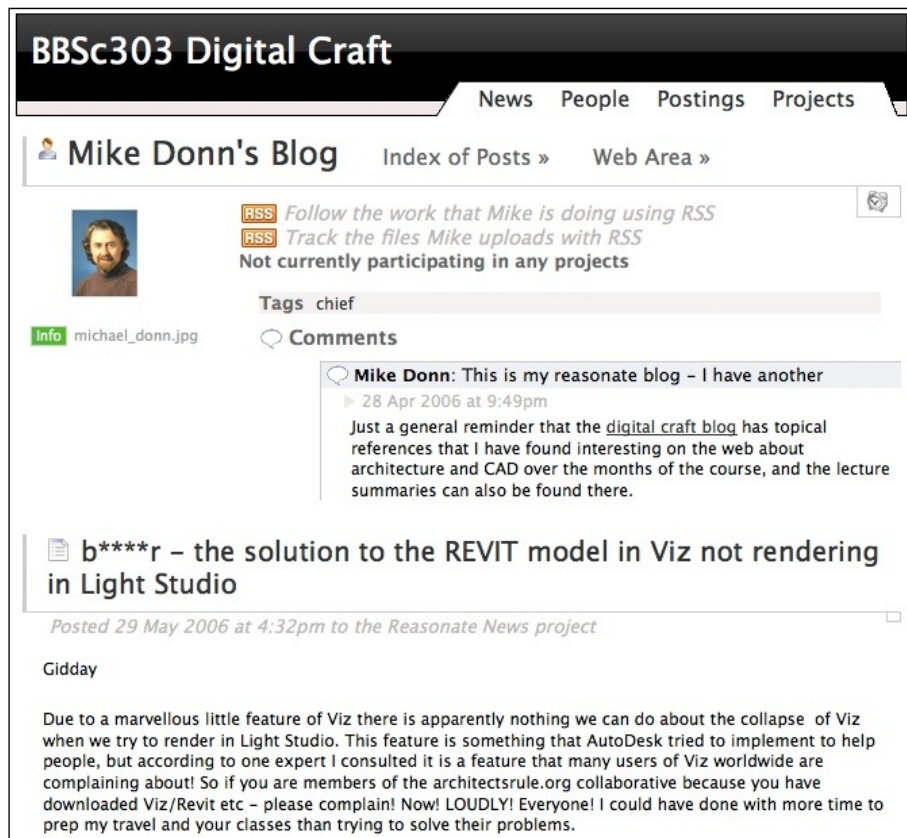 BBSc303 Digital Craft
News People Postings Projects
Mike Donn's Blog Index of Posts » Web Area »
RSS Follow the work that Mike is doing using RSS
RSS Track the files Mike uploads with RSS
Not currently participating in any projects
Tags chief
Info michael_donn.jpg
Comments
Mike Donn: This is my reasonate blog – I have another
28 Apr 2006 at 9:49pm
Just a general reminder that the digital craft blog has topical
references that I have found interesting on the web about
architecture and CAD over the months of the course, and the lecture
summaries can also be found there.
b****r – the solution to the REVIT model in Viz not rendering
in Light Studio
Posted 29 May 2006 at 4:32pm to the Reasonate News project
Gidday
Due to a marvellous little feature of Viz there is apparently nothing we can do about the collapse of Viz
when we try to render in Light Studio. This feature is something that AutoDesk tried to implement to help
people, but according to one expert I consulted it is a feature that many users of Viz worldwide are
complaining about! So if you are members of the architectsrule.org collaborative because you have
downloaded Viz/Revit etc – please complain! Now! LOUDLY! Everyone! I could have done with more time to
prep my travel and your classes than trying to solve their problems.